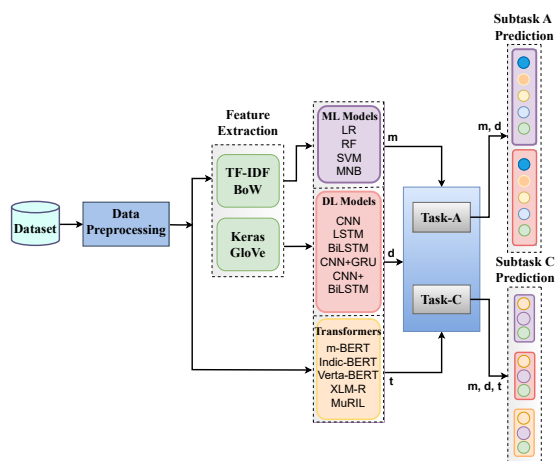 Subtask A
Prediction
m, d
Feature
Extraction
ML Models
LR
RF
SVM
MNB
m
TF-IDF
BoW
Dataset
Data
Preprocessing
Keras
GloVe
DL Models
CNN
LSTM
BiLSTM
CNN+GRU
CNN+
BiLSTM
d
Task-A
Task-C
Subtask C
Prediction
Transformers
m-BERT
Indic-BERT
Verta-BERT
XLM-R
MuRIL
t
m, d, t